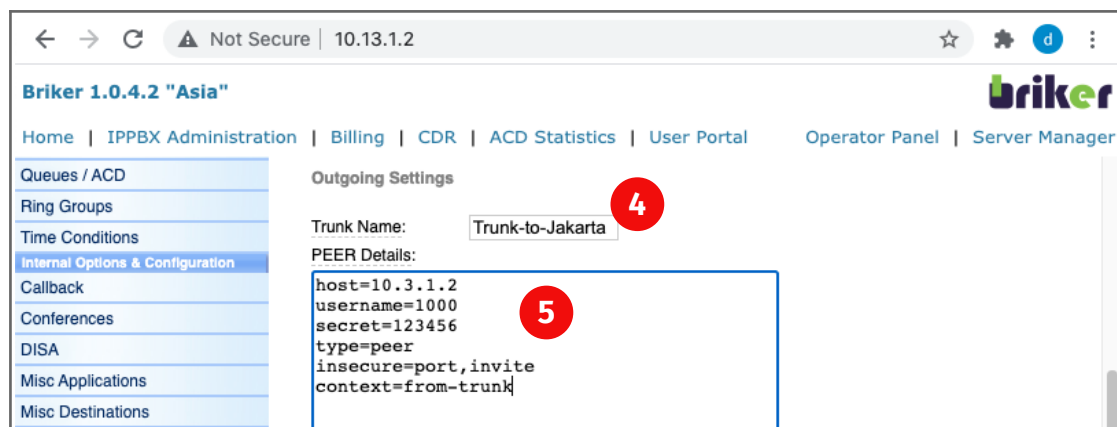 Not Secure | 10.13.1.2
d
Briker 1.0.4.2 "Asia"
briker
Home | IPPBX Administration | Billing | CDR | ACD Statistics | User Portal Operator Panel | Server Manager
Queues / ACD
Ring Groups
Time Conditions
Internal Options & Configuration
Callback
Conferences
DISA
Misc Applications
Misc Destinations
Outgoing Settings
4
Trunk Name: Trunk-to-Jakarta
PEER Details:
host=10.3.1.2
username=1000
5
secret=123456
type=peer
insecure=port,invite
context=from-trunk